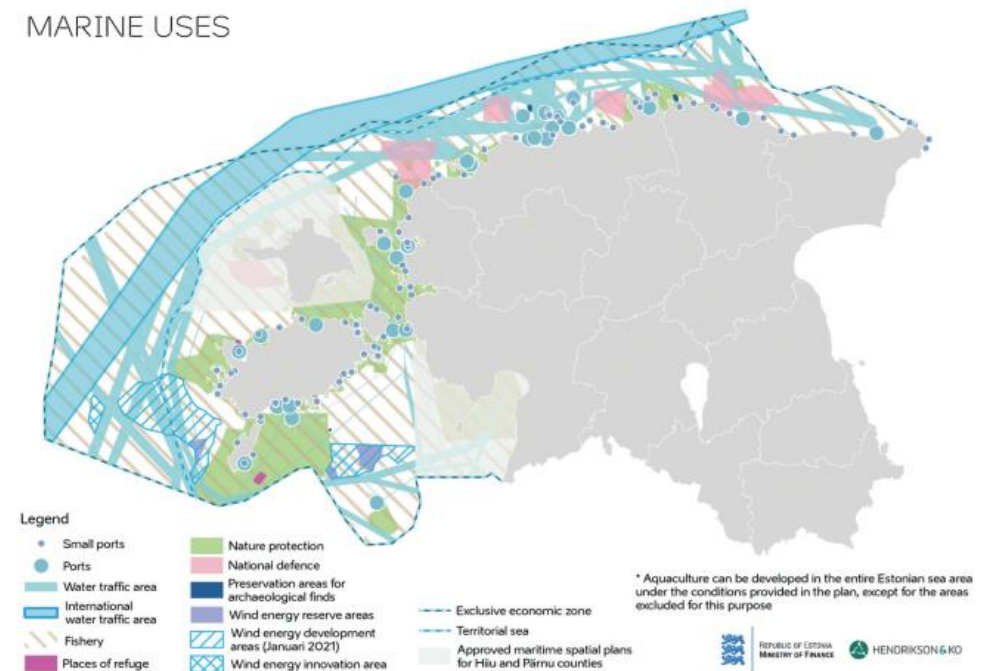 MARINE USES
Legend
Small ports
Ports
Water traffic area
International
water traffic area
Fishery
Places of refuge
Nature protection
National defence
Preservation areas for
archaeological finds
Wind energy reserve areas
Wind energy development
areas (Januari 2021)
Wind energy innovation area
Exclusive economic zone
Territorial sea
Approved maritime spatial plans
for Hiiu and Pärnu counties
* Aquaculture can be developed in the entire Estonian sea area
under the conditions provided in the plan, except for the areas
excluded for this purpose
REPUBLIC OF ESTONIA
MINISTRY OF FINANCE
HENDRIKSON&KO